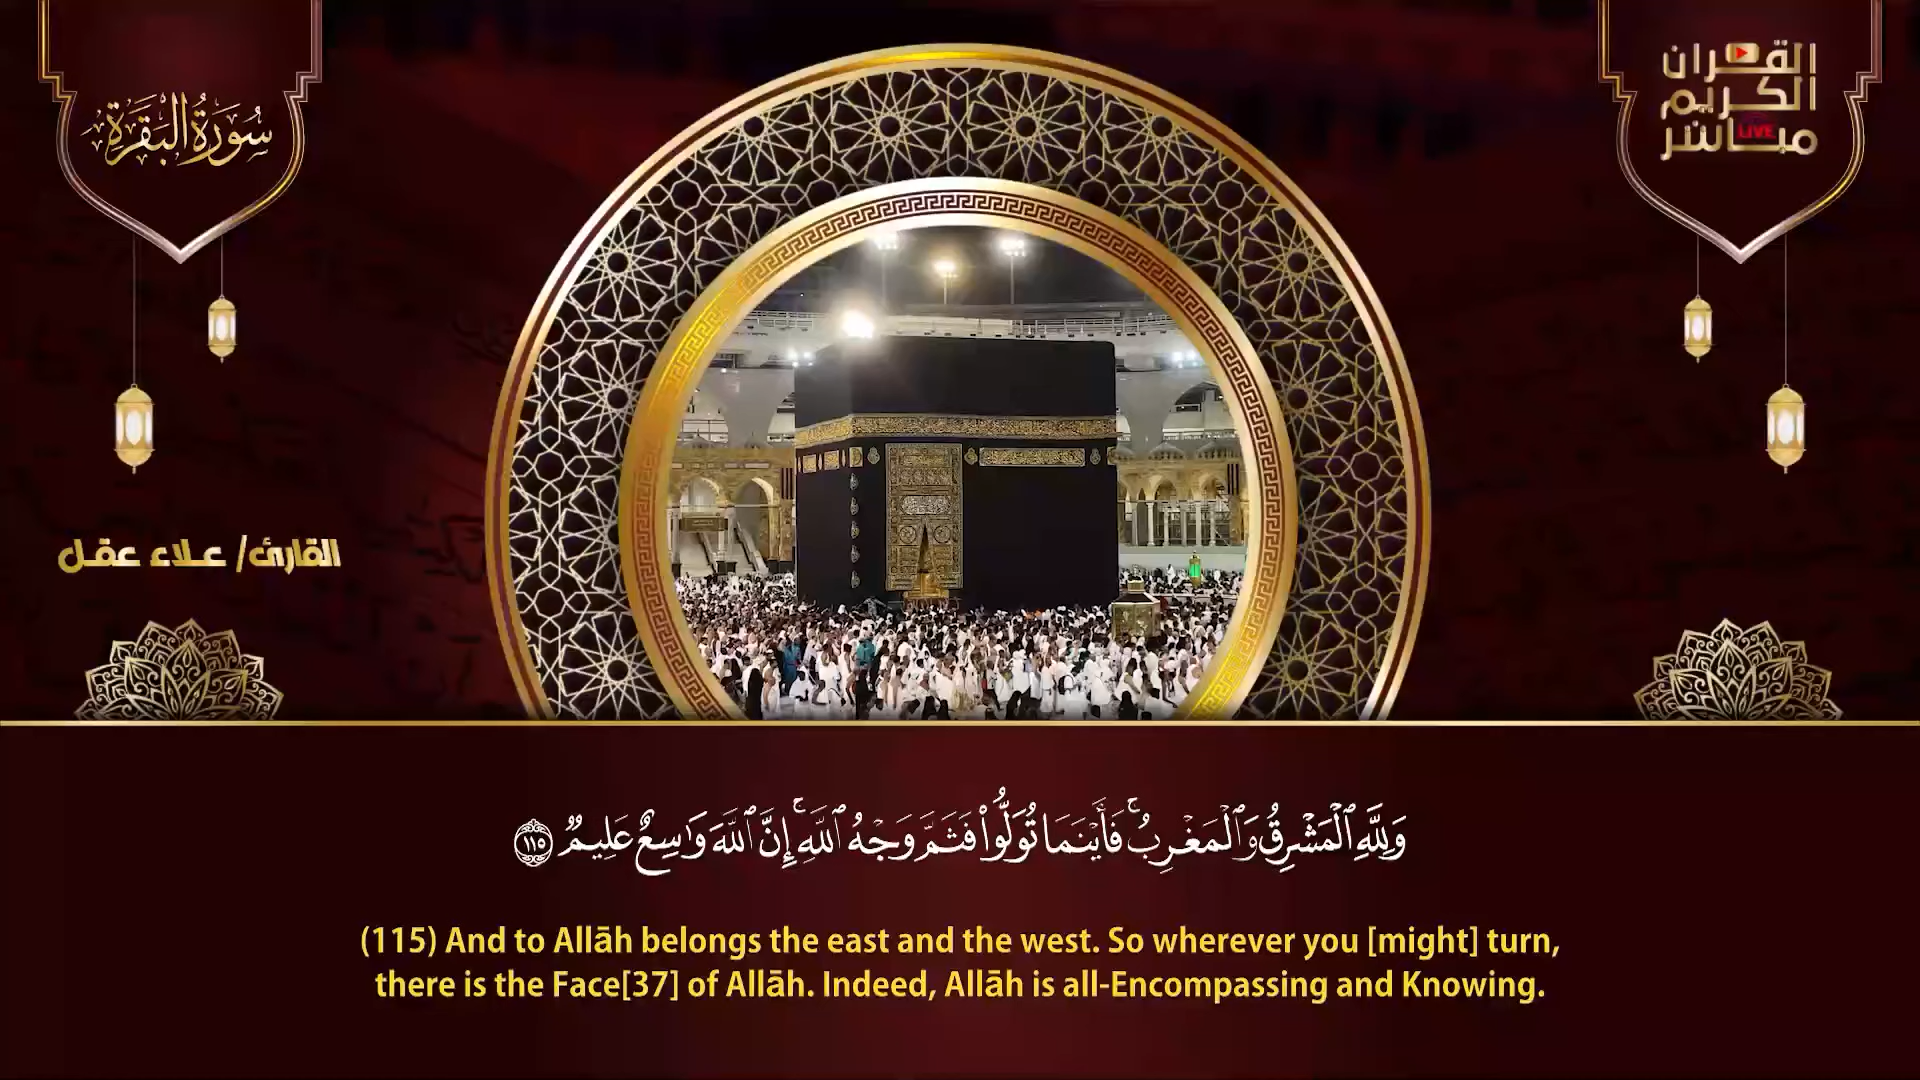 سُورَةُ البَقَرَةِ
القرآن
الكريم
مباشر
LIVE
القارئ/ علاء عقل
وَلِلَّهِ ٱلْمَشْرِقُ وَٱلْمَغْرِبُ ۚ فَأَيْنَمَا تُوَلُّوا۟ فَثَمَّ وَجْهُ ٱللَّهِ ۚ إِنَّ ٱللَّهَ وَٰسِعٌ عَلِيمٌ ١١٥
(115) And to Allāh belongs the east and the west. So wherever you [might] turn,
there is the Face[37] of Allāh. Indeed, Allāh is all-Encompassing and Knowing.